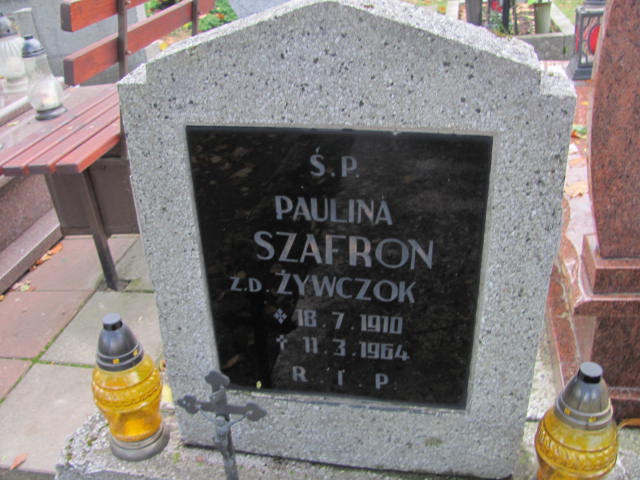 Ś.P.
PAULINA
SZAFRON
Z.D. ŻYWCZOK
18.7.1910
† 11.3.1964
R I P